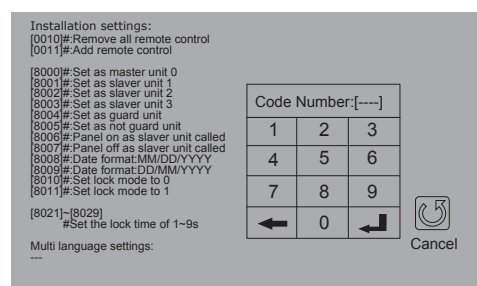 Installation settings:
[0010]#:Remove all remote control
[0011]#:Add remote control
[8000]#:Set as master unit 0
[8001]#:Set as slaver unit 1
[8002]#:Set as slaver unit 2
[8003]#:Set as slaver unit 3
[8004]#:Set as guard unit
[8005]#:Set as not guard unit
[8006]#:Panel on as slaver unit called
[8007]#:Panel off as slaver unit called
[8008]#:Date format:MM/DD/YYYY
[8009]#:Date format:DD/MM/YYYY
[8010]#:Set lock mode to 0
[8011]#:Set lock mode to 1
[8021]~[8029]
#Set the lock time of 1~9s
Multi language settings:
---
Code Number:[----]
1 2 3
4 5 6
7 8 9
0
Cancel